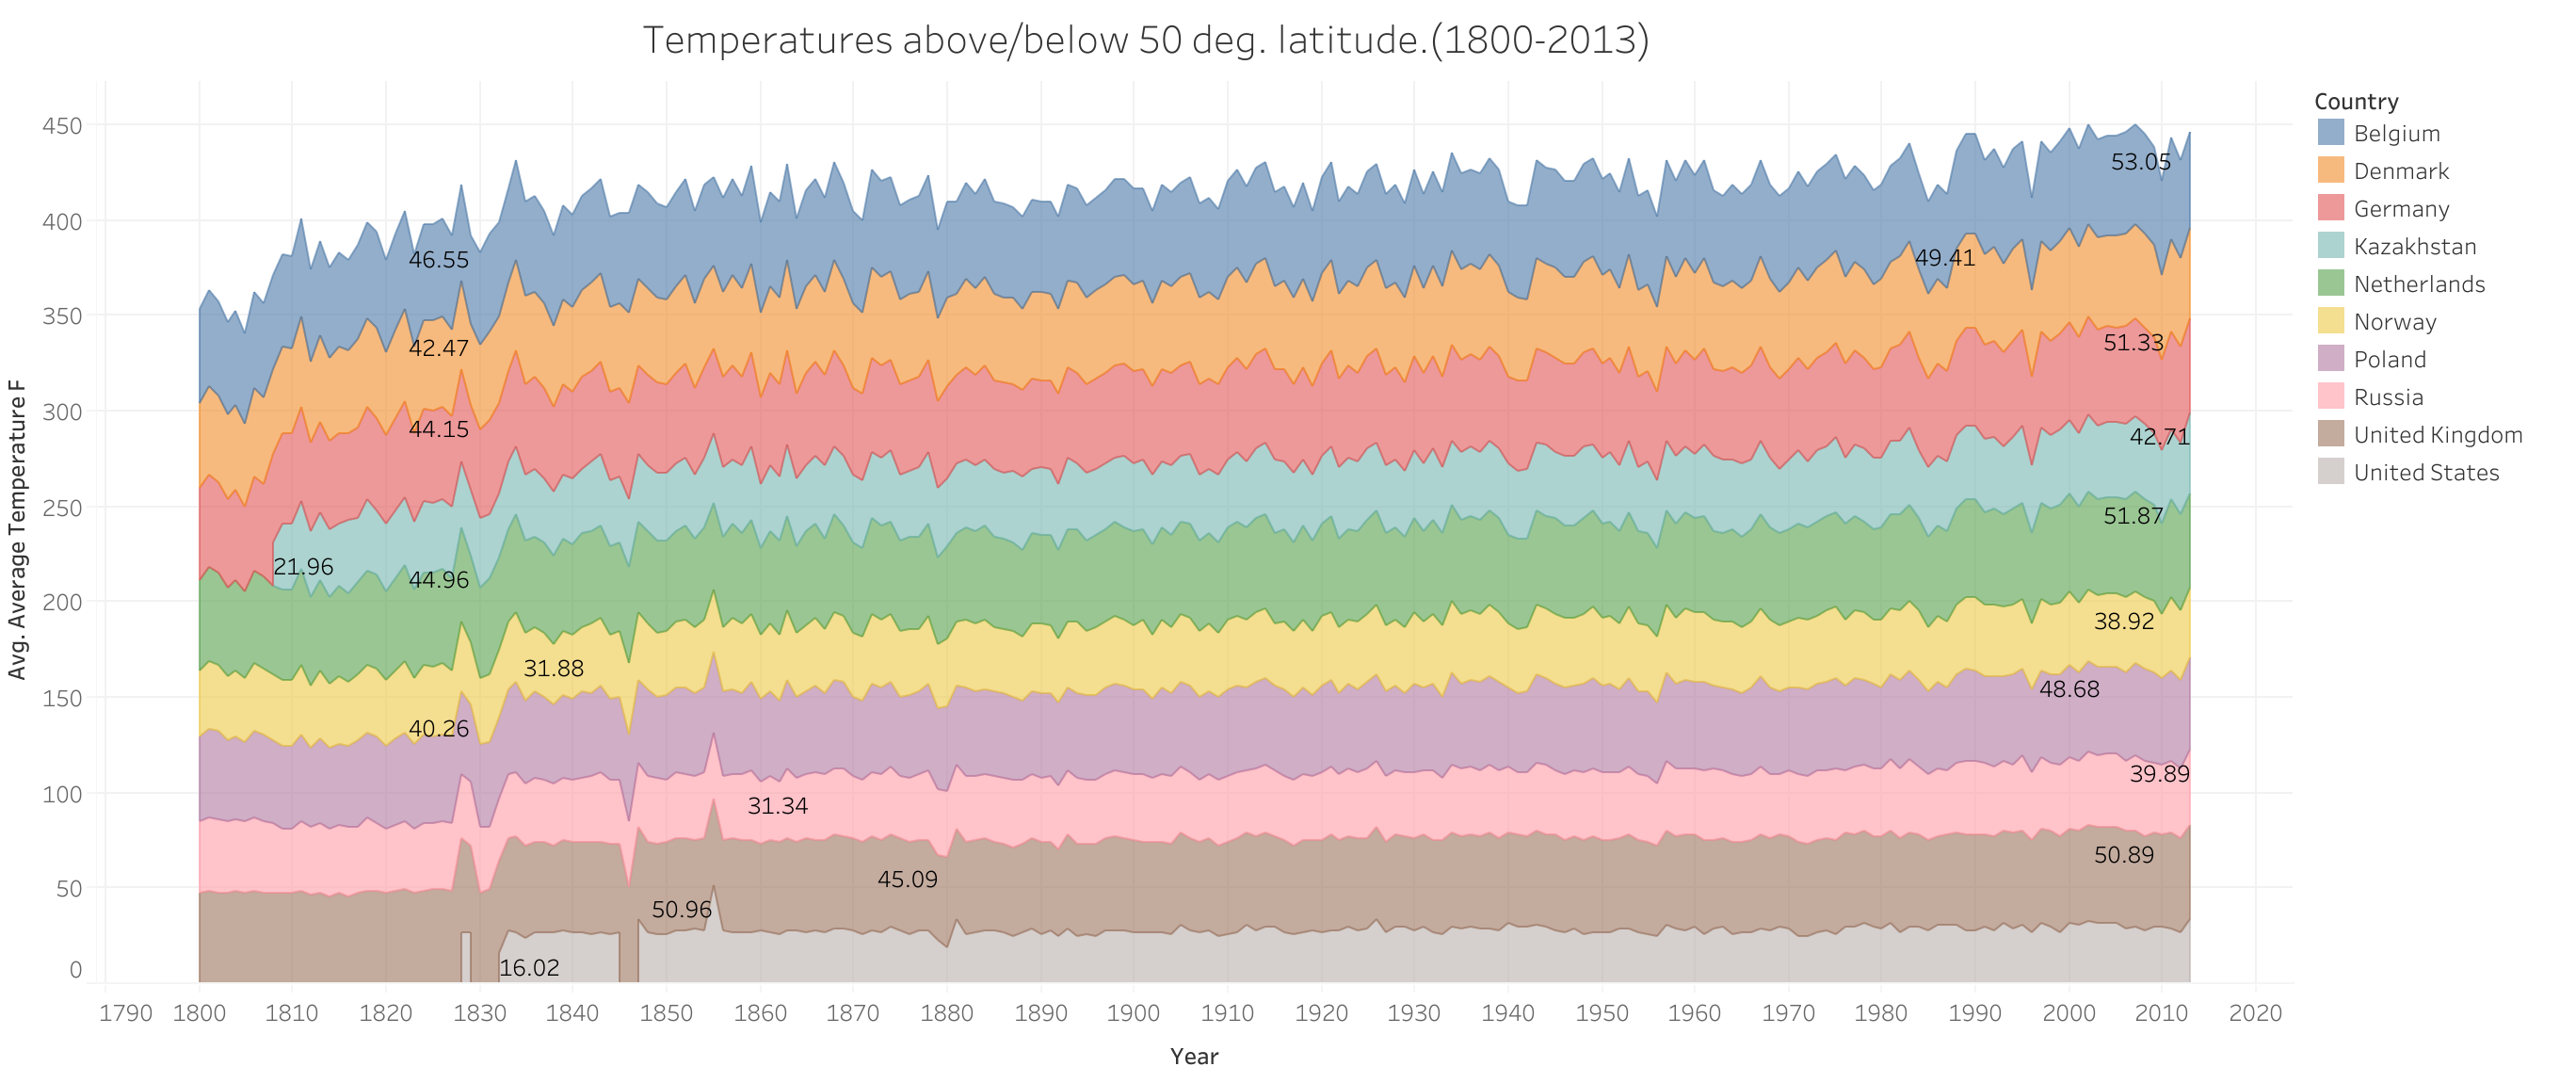 Temperatures above/below 50 deg. latitude.(1800-2013)
Avg. Average Temperature F
450
400
350
300
250
200
150
100
50
0
53.05
46.55
49.41
42.47
51.33
44.15
42.71
51.87
21.96
44.96
38.92
31.88
48.68
40.26
39.89
31.34
50.89
45.09
50.96
16.02
1790 1800 1810 1820 1830 1840 1850 1860 1870 1880 1890 1900 1910 1920 1930 1940 1950 1960 1970 1980 1990 2000 2010 2020
Year
Country
Belgium
Denmark
Germany
Kazakhstan
Netherlands
Norway
Poland
Russia
United Kingdom
United States